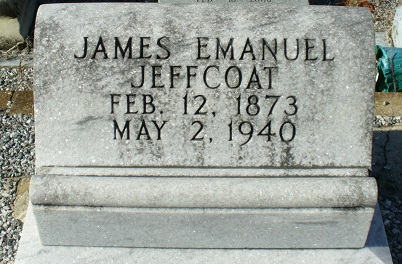 JAMES EMANUEL
JEFFCOAT
FEB. 12, 1873
MAY 2, 1940